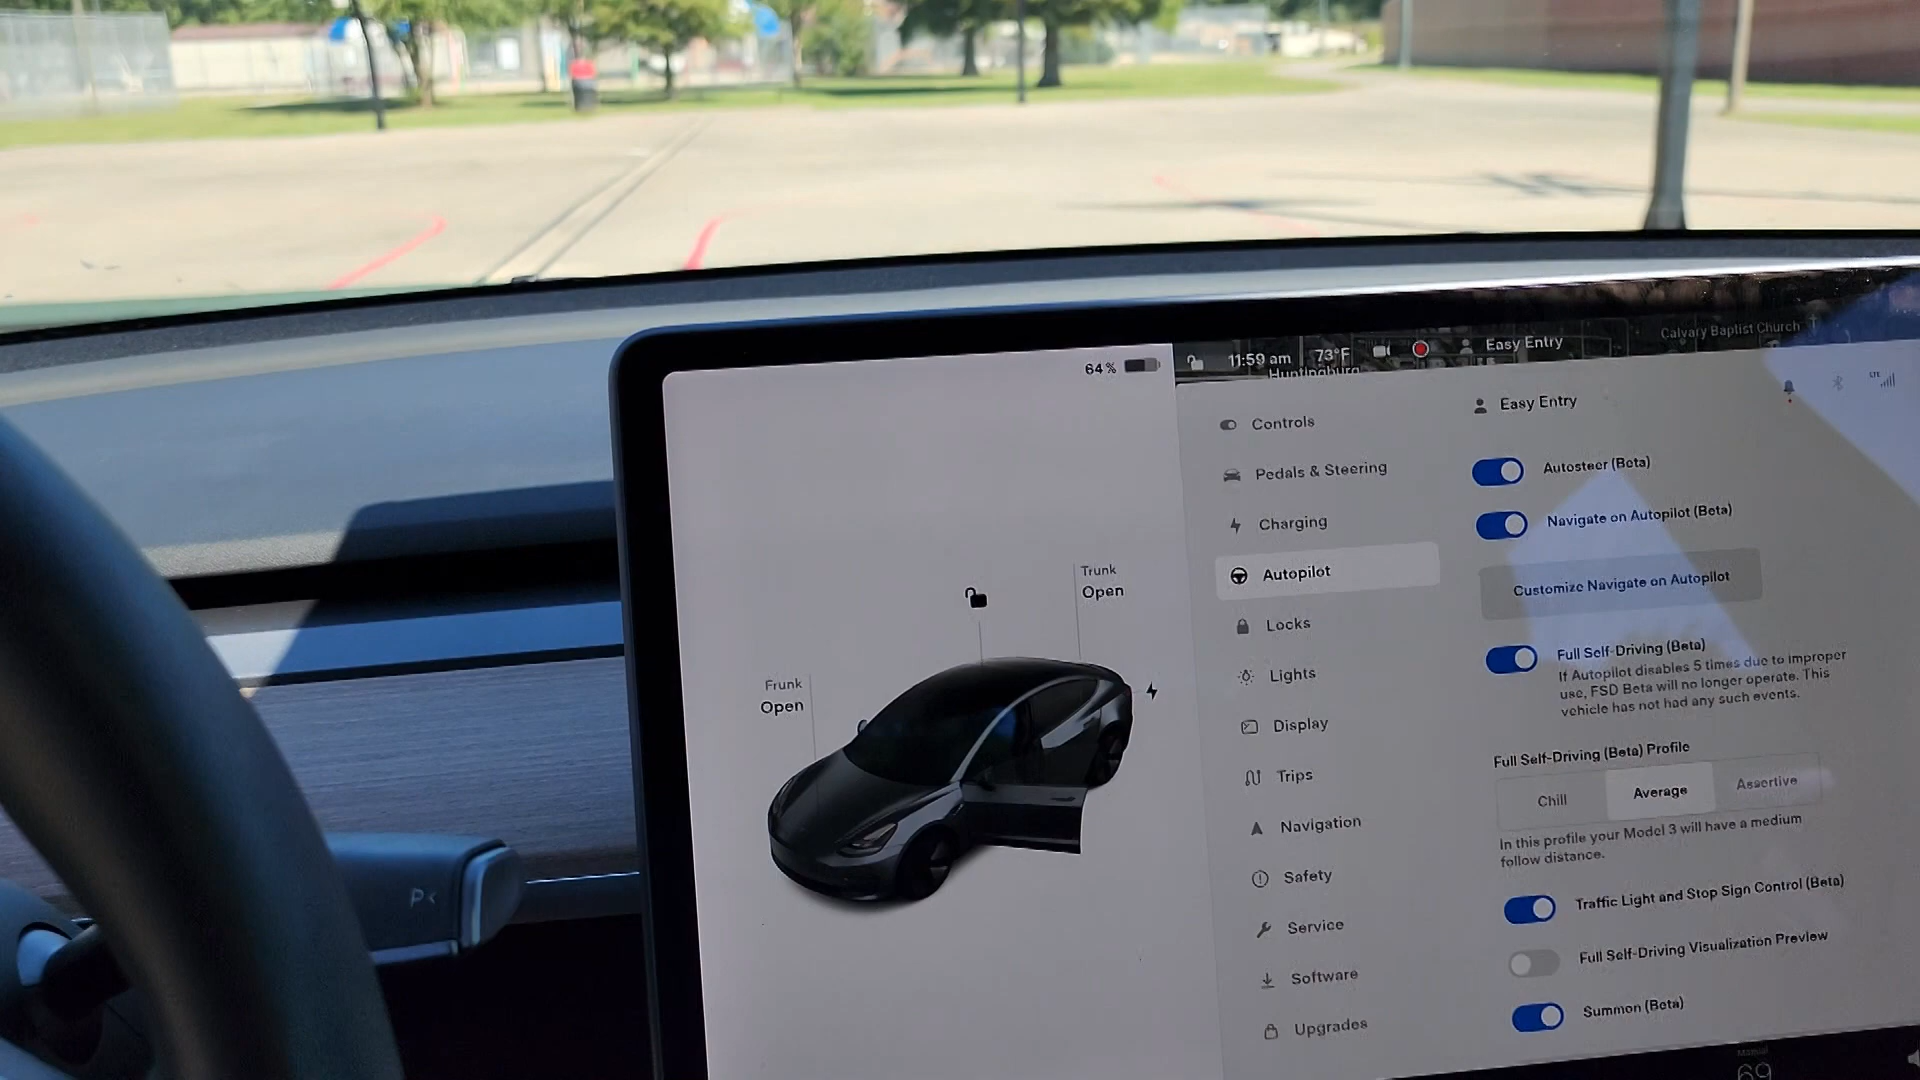 64%
11:59 am
73°F
Easy Entry
Calvary Baptist Church
Huntingburg
Controls
Pedals & Steering
Charging
Autopilot
Locks
Lights
Display
Trips
Navigation
Safety
Service
Software
Upgrades
Easy Entry
LTE
Autosteer (Beta)
Navigate on Autopilot (Beta)
Customize Navigate on Autopilot
Full Self-Driving (Beta)
If Autopilot disables 5 times due to improper
use, FSD Beta will no longer operate. This
vehicle has not had any such events.
Full Self-Driving (Beta) Profile
Chill
Average
Assertive
In this profile your Model 3 will have a medium
follow distance.
Traffic Light and Stop Sign Control (Beta)
Full Self-Driving Visualization Preview
Summon (Beta)
Trunk
Open
Frunk
Open
P<
Manual
69